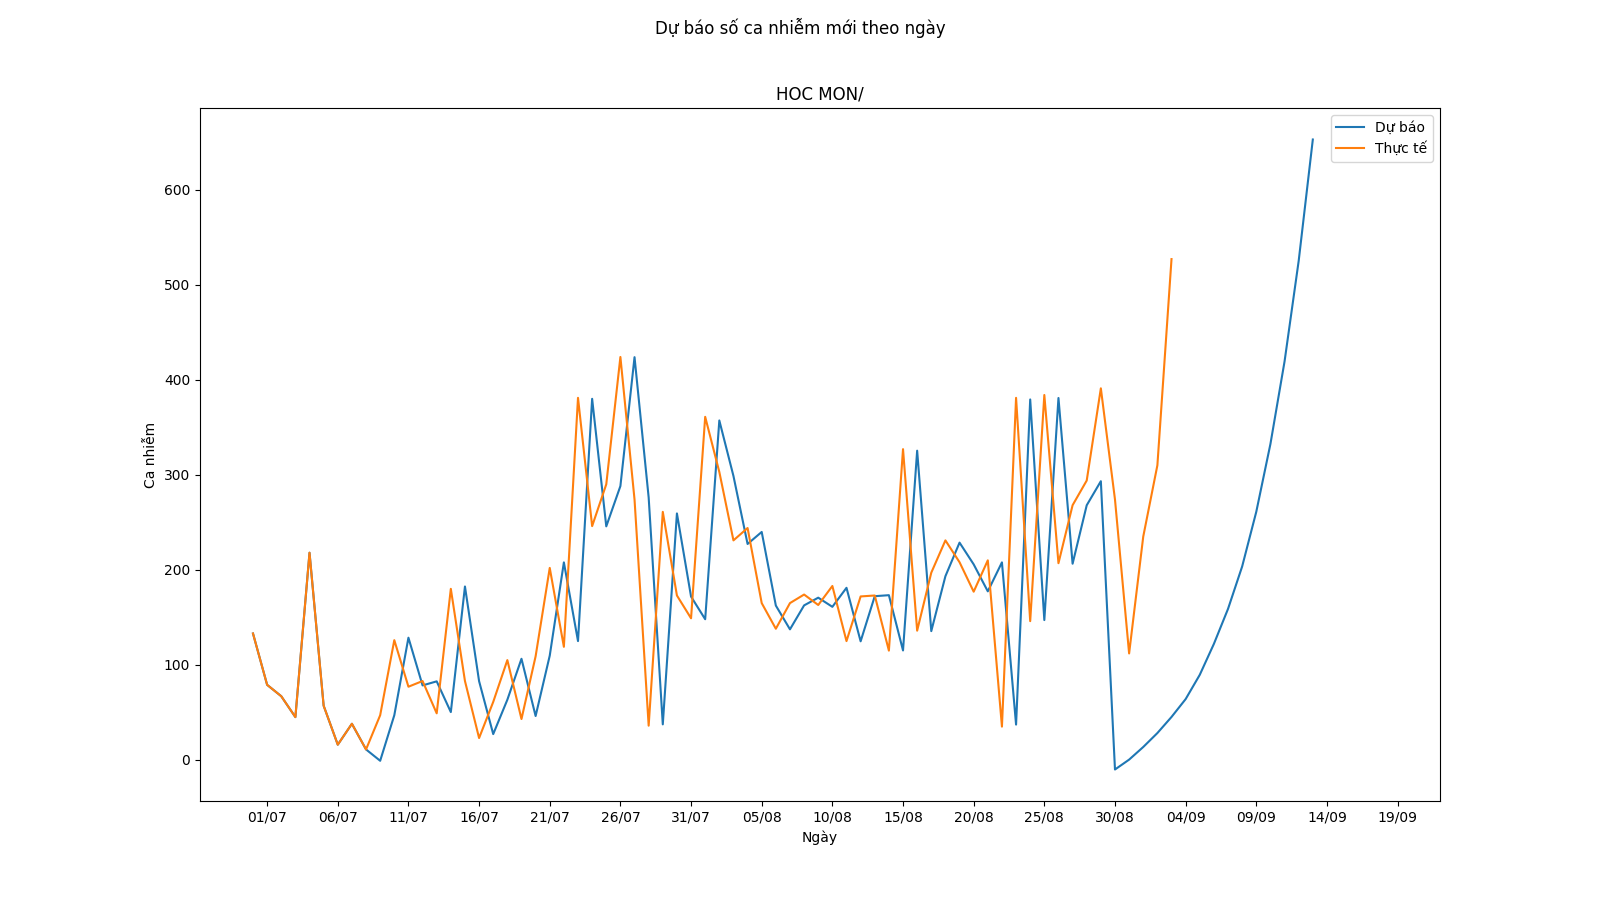 Dự báo số ca nhiễm mới theo ngày
HOC MON/
Dự báo
Thực tế
600
500
400
300
200
100
0
Ca nhiễm
01/07 06/07 11/07 16/07 21/07 26/07 31/07 05/08 10/08 15/08 20/08 25/08 30/08 04/09 09/09 14/09 19/09
Ngày